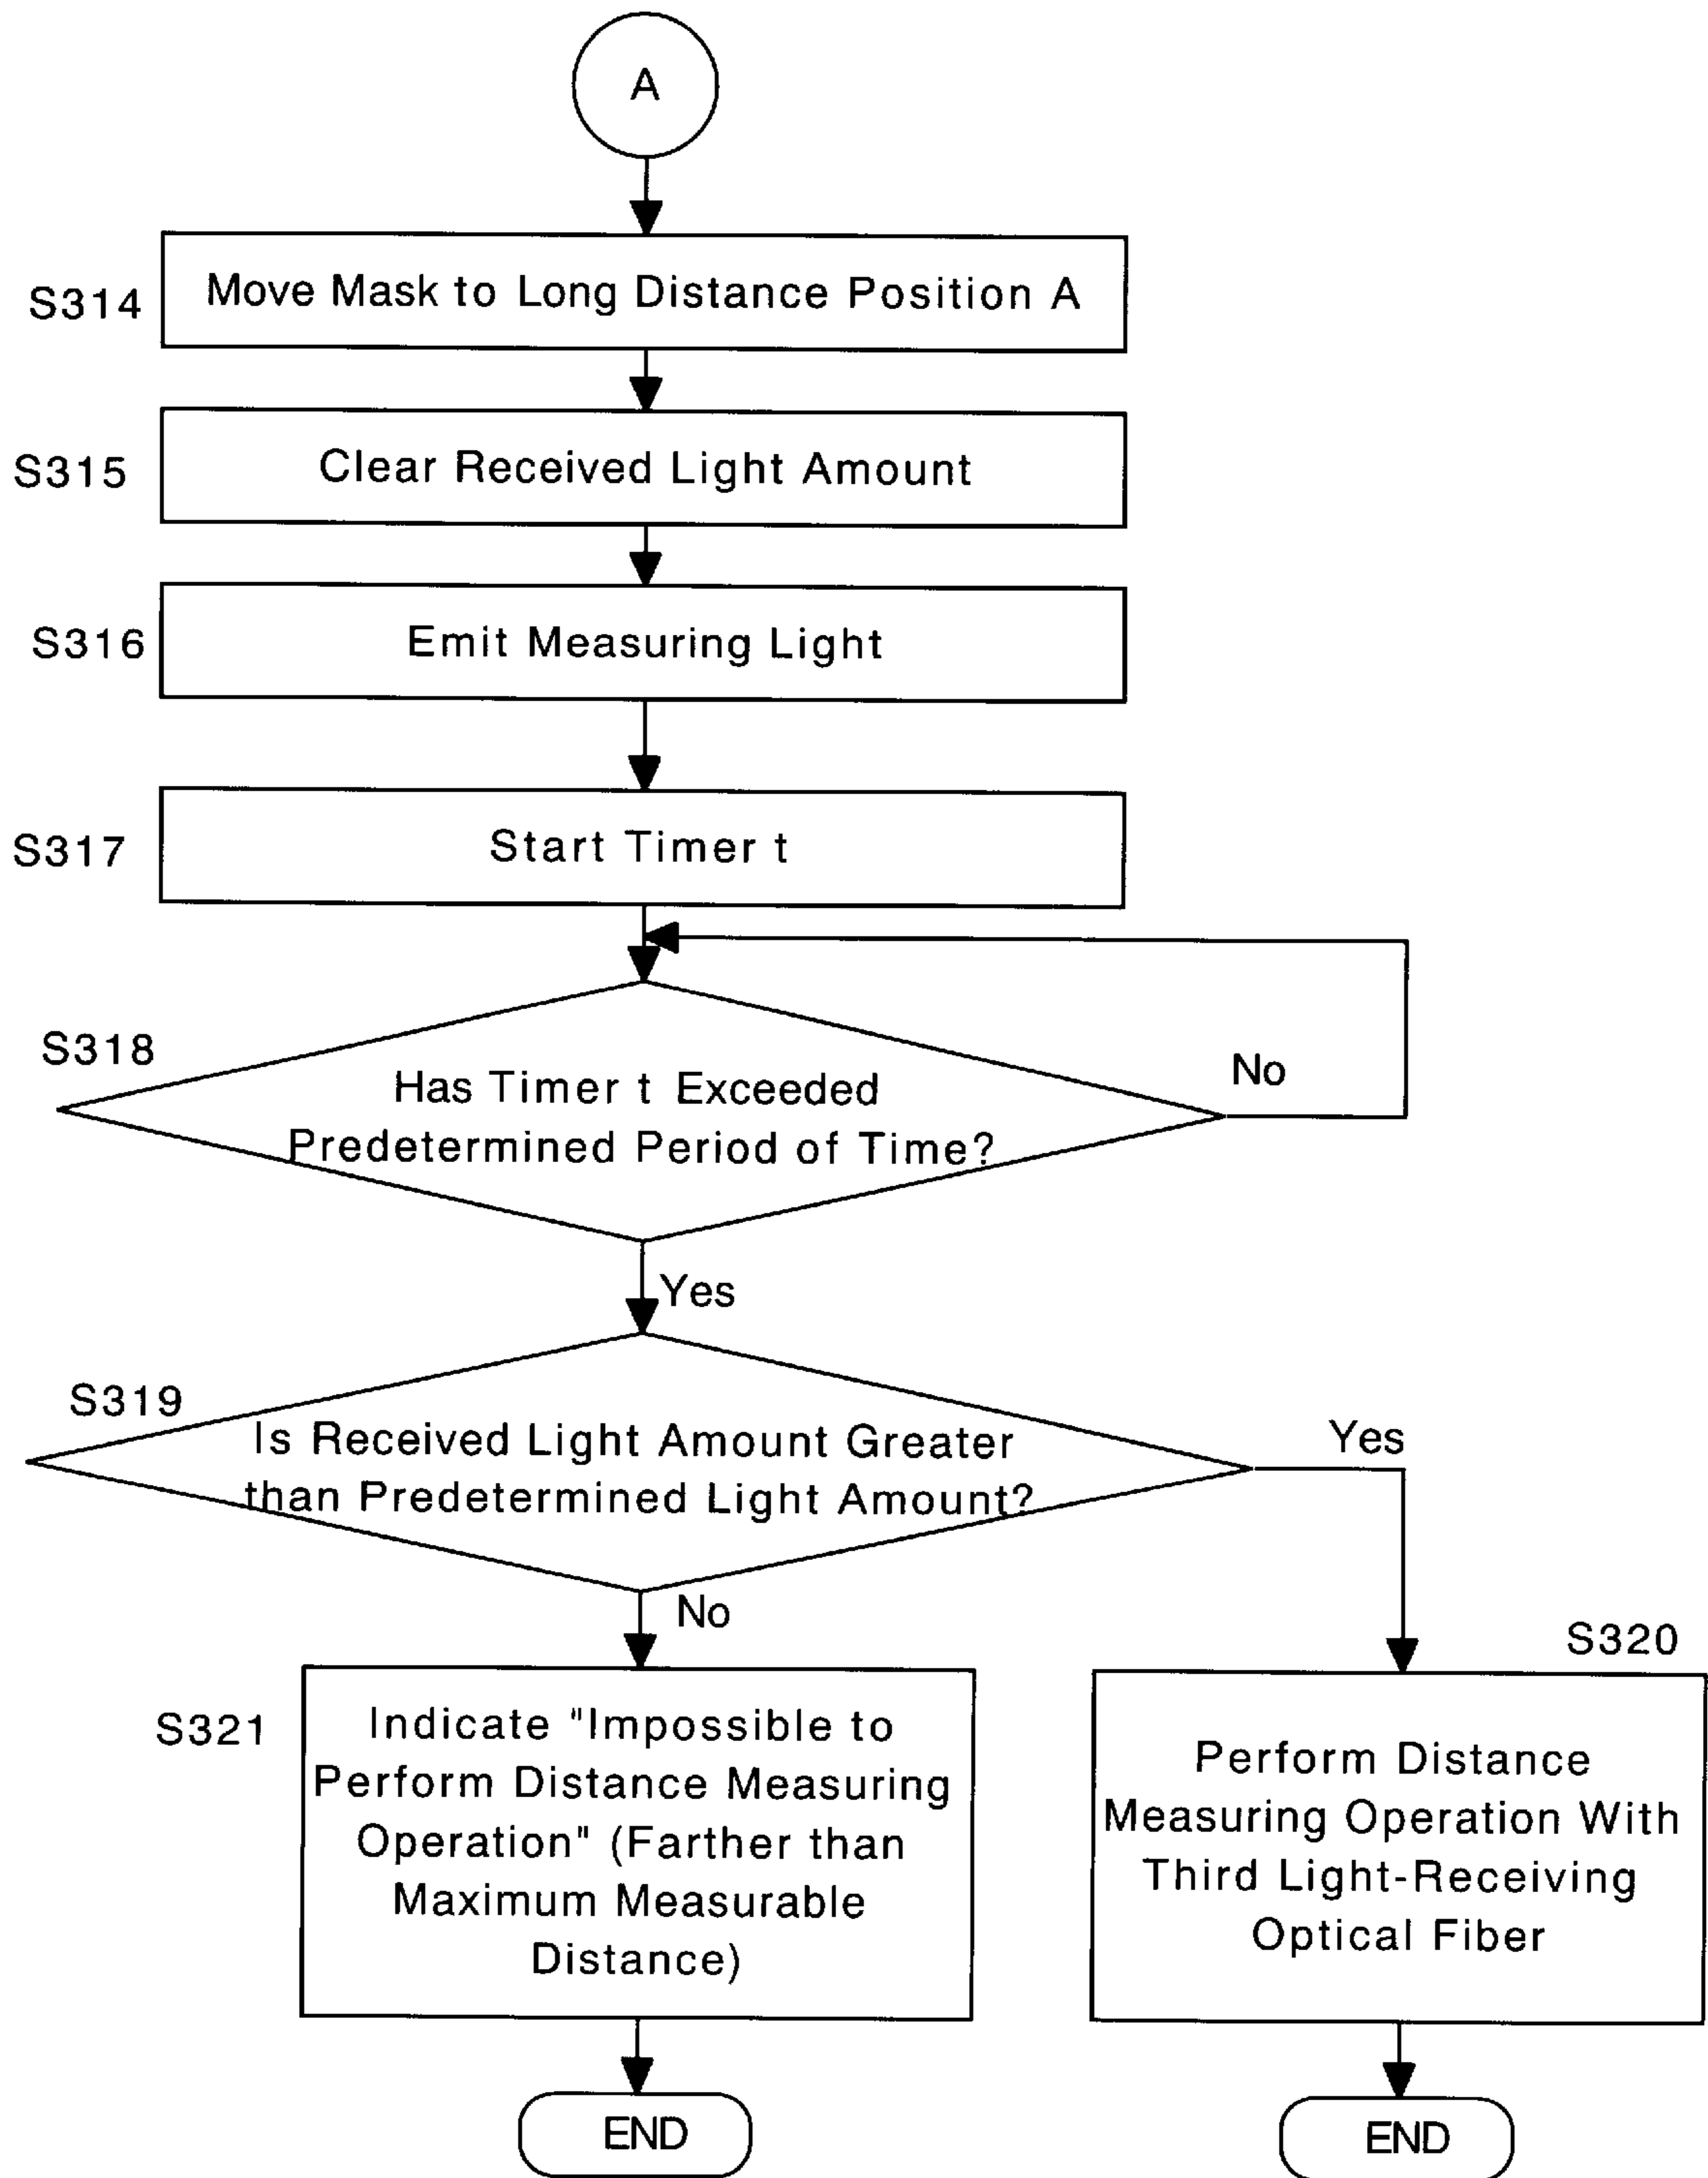 A
S314
Move Mask to Long Distance Position A
S315
Clear Received Light Amount
S316
Emit Measuring Light
S317
Start Timer t
S318
Has Timer t Exceeded
Predetermined Period of Time?
No
Yes
S319
Is Received Light Amount Greater
than Predetermined Light Amount?
Yes
No
S321
Indicate "Impossible to
Perform Distance Measuring
Operation" (Farther than
Maximum Measurable
Distance)
S320
Perform Distance
Measuring Operation With
Third Light-Receiving
Optical Fiber
END
END